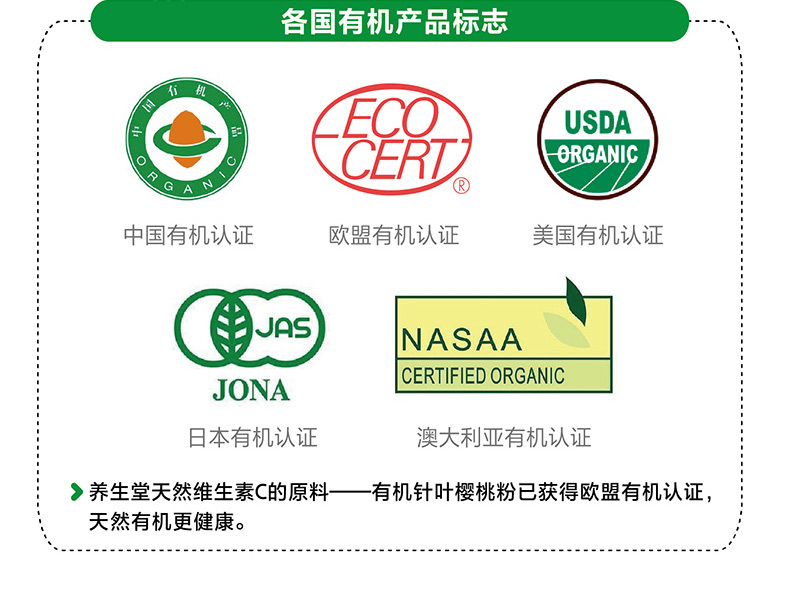 各国有机产品标志
中国有机产品
ORGANIC
ECO
CERT
®
USDA
ORGANIC
中国有机认证
欧盟有机认证
美国有机认证
JAS
JONA
NASAA
CERTIFIED ORGANIC
日本有机认证
澳大利亚有机认证
养生堂天然维生素C的原料——有机针叶樱桃粉已获得欧盟有机认证，
天然有机更健康。